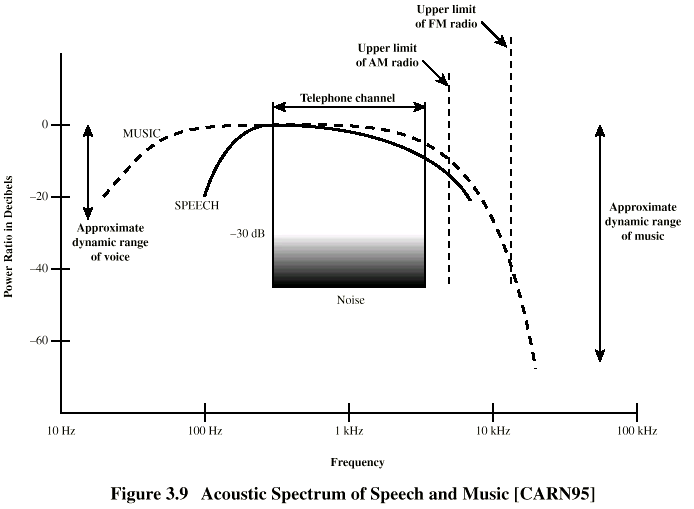 Upper limit
of FM radio
Upper limit
of AM radio
Telephone channel
0
MUSIC
–20
SPEECH
Approximate
dynamic range
of voice
–30 dB
Approximate
dynamic range
of music
–40
Noise
–60
Power Ratio in Decibels
10 Hz
100 Hz
1 kHz
10 kHz
100 kHz
Frequency
Figure 3.9 Acoustic Spectrum of Speech and Music [CARN95]